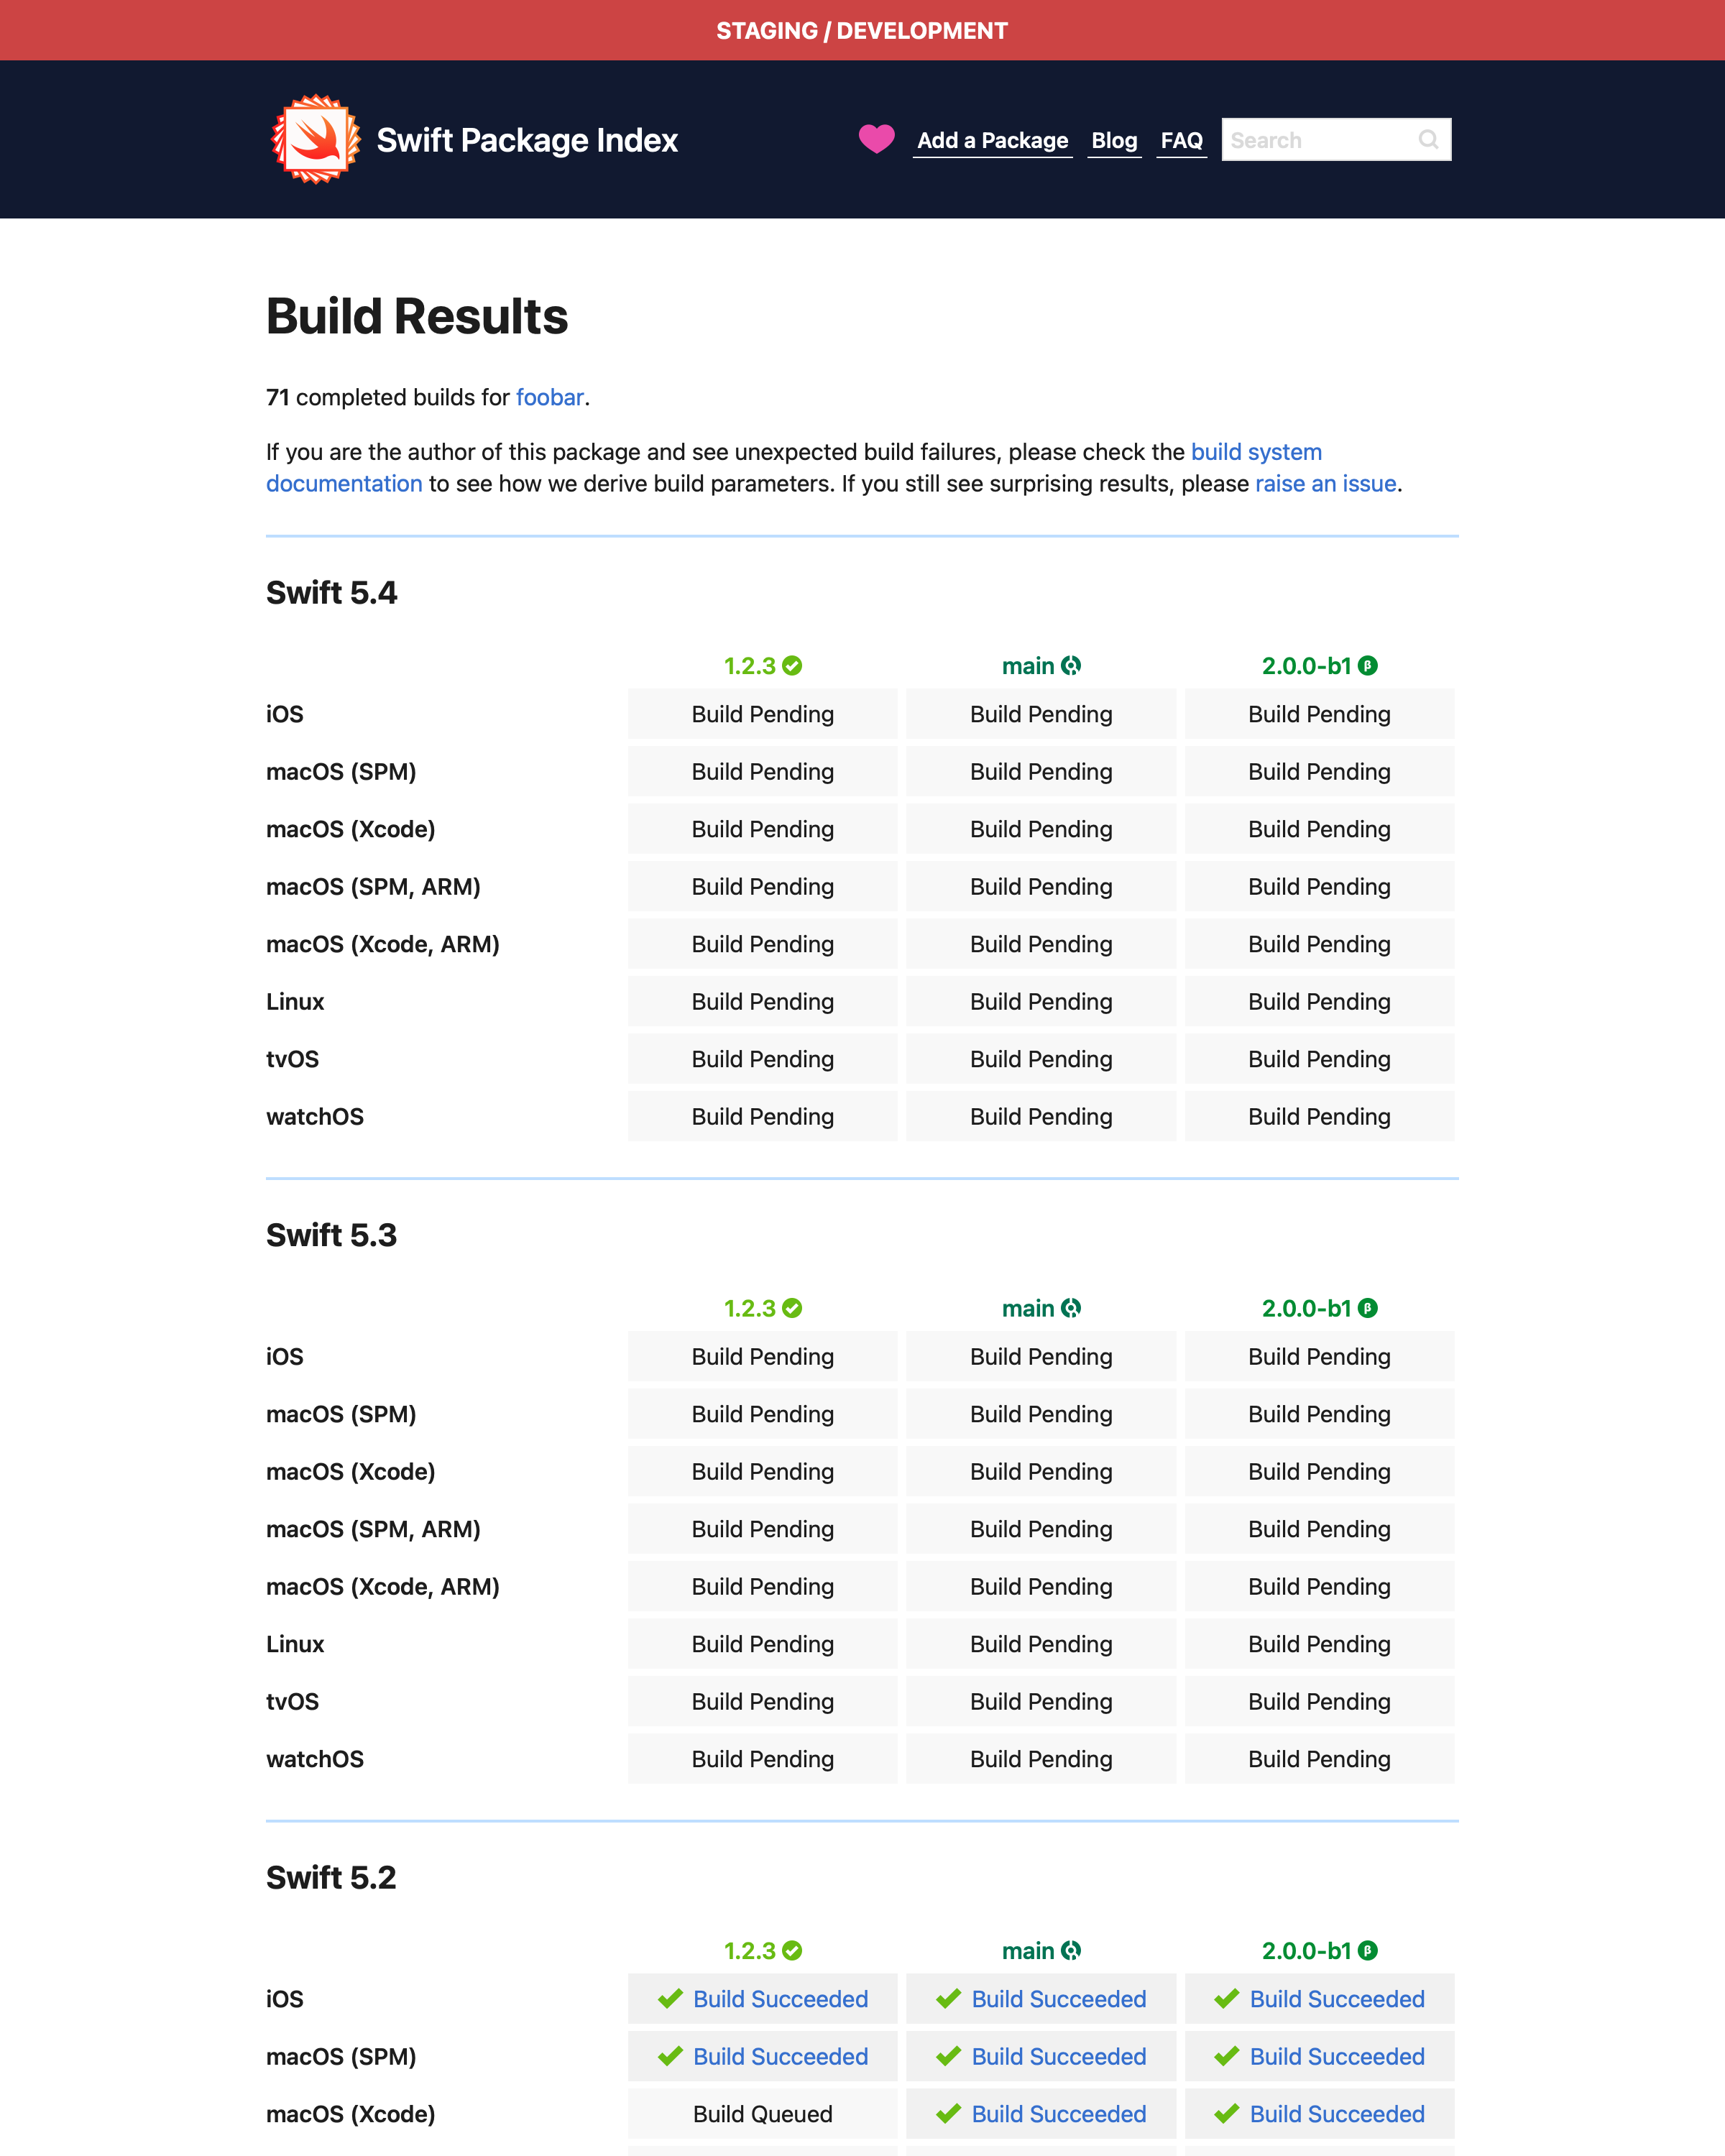 STAGING / DEVELOPMENT
Swift Package Index
Add a Package Blog FAQ Search
Build Results
71 completed builds for foobar.
If you are the author of this package and see unexpected build failures, please check the build system
documentation to see how we derive build parameters. If you still see surprising results, please raise an issue.
Swift 5.4
1.2.3 main 2.0.0-b1 β
iOS Build Pending Build Pending Build Pending
macOS (SPM) Build Pending Build Pending Build Pending
macOS (Xcode) Build Pending Build Pending Build Pending
macOS (SPM, ARM) Build Pending Build Pending Build Pending
macOS (Xcode, ARM) Build Pending Build Pending Build Pending
Linux Build Pending Build Pending Build Pending
tvOS Build Pending Build Pending Build Pending
watchOS Build Pending Build Pending Build Pending
Swift 5.3
1.2.3 main 2.0.0-b1 β
iOS Build Pending Build Pending Build Pending
macOS (SPM) Build Pending Build Pending Build Pending
macOS (Xcode) Build Pending Build Pending Build Pending
macOS (SPM, ARM) Build Pending Build Pending Build Pending
macOS (Xcode, ARM) Build Pending Build Pending Build Pending
Linux Build Pending Build Pending Build Pending
tvOS Build Pending Build Pending Build Pending
watchOS Build Pending Build Pending Build Pending
Swift 5.2
1.2.3 main 2.0.0-b1 β
iOS Build Succeeded Build Succeeded Build Succeeded
macOS (SPM) Build Succeeded Build Succeeded Build Succeeded
macOS (Xcode) Build Queued Build Succeeded Build Succeeded